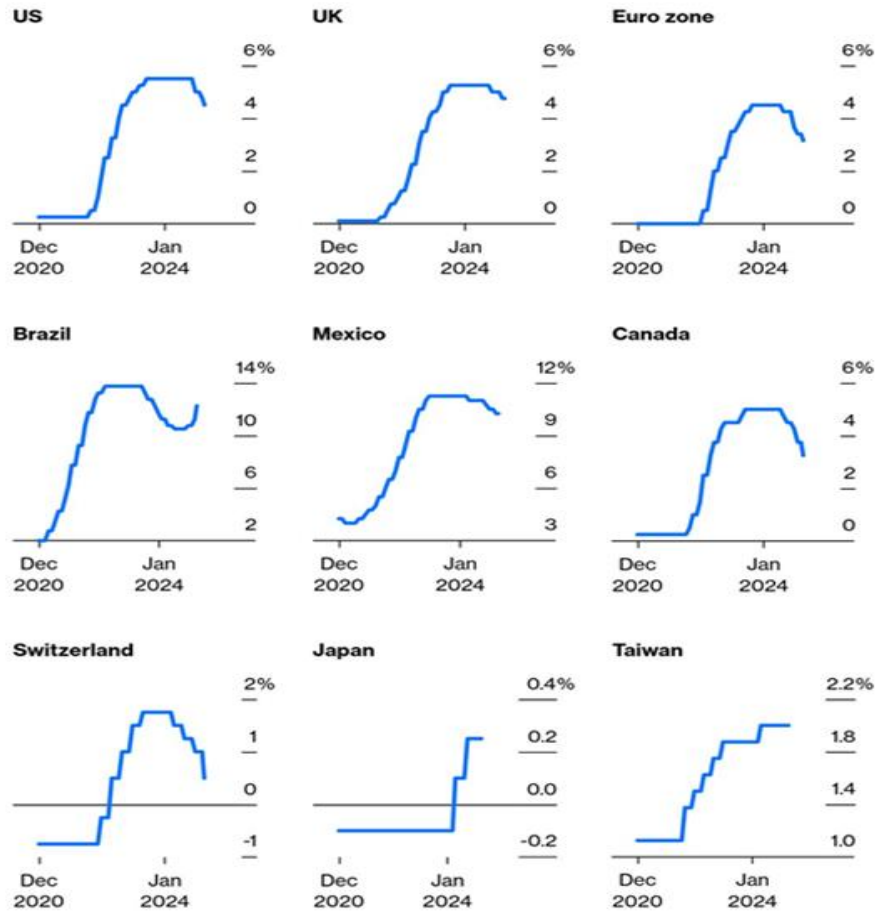 US
6%
4
2
0
Dec
2020
Jan
2024
UK
6%
4
2
0
Dec
2020
Jan
2024
Euro zone
6%
4
2
0
Dec
2020
Jan
2024
Brazil
14%
10
6
2
Dec
2020
Jan
2024
Mexico
12%
9
6
3
Dec
2020
Jan
2024
Canada
6%
4
2
0
Dec
2020
Jan
2024
Switzerland
2%
1
0
-1
Dec
2020
Jan
2024
Japan
0.4%
0.2
0.0
-0.2
Dec
2020
Jan
2024
Taiwan
2.2%
1.8
1.4
1.0
Dec
2020
Jan
2024